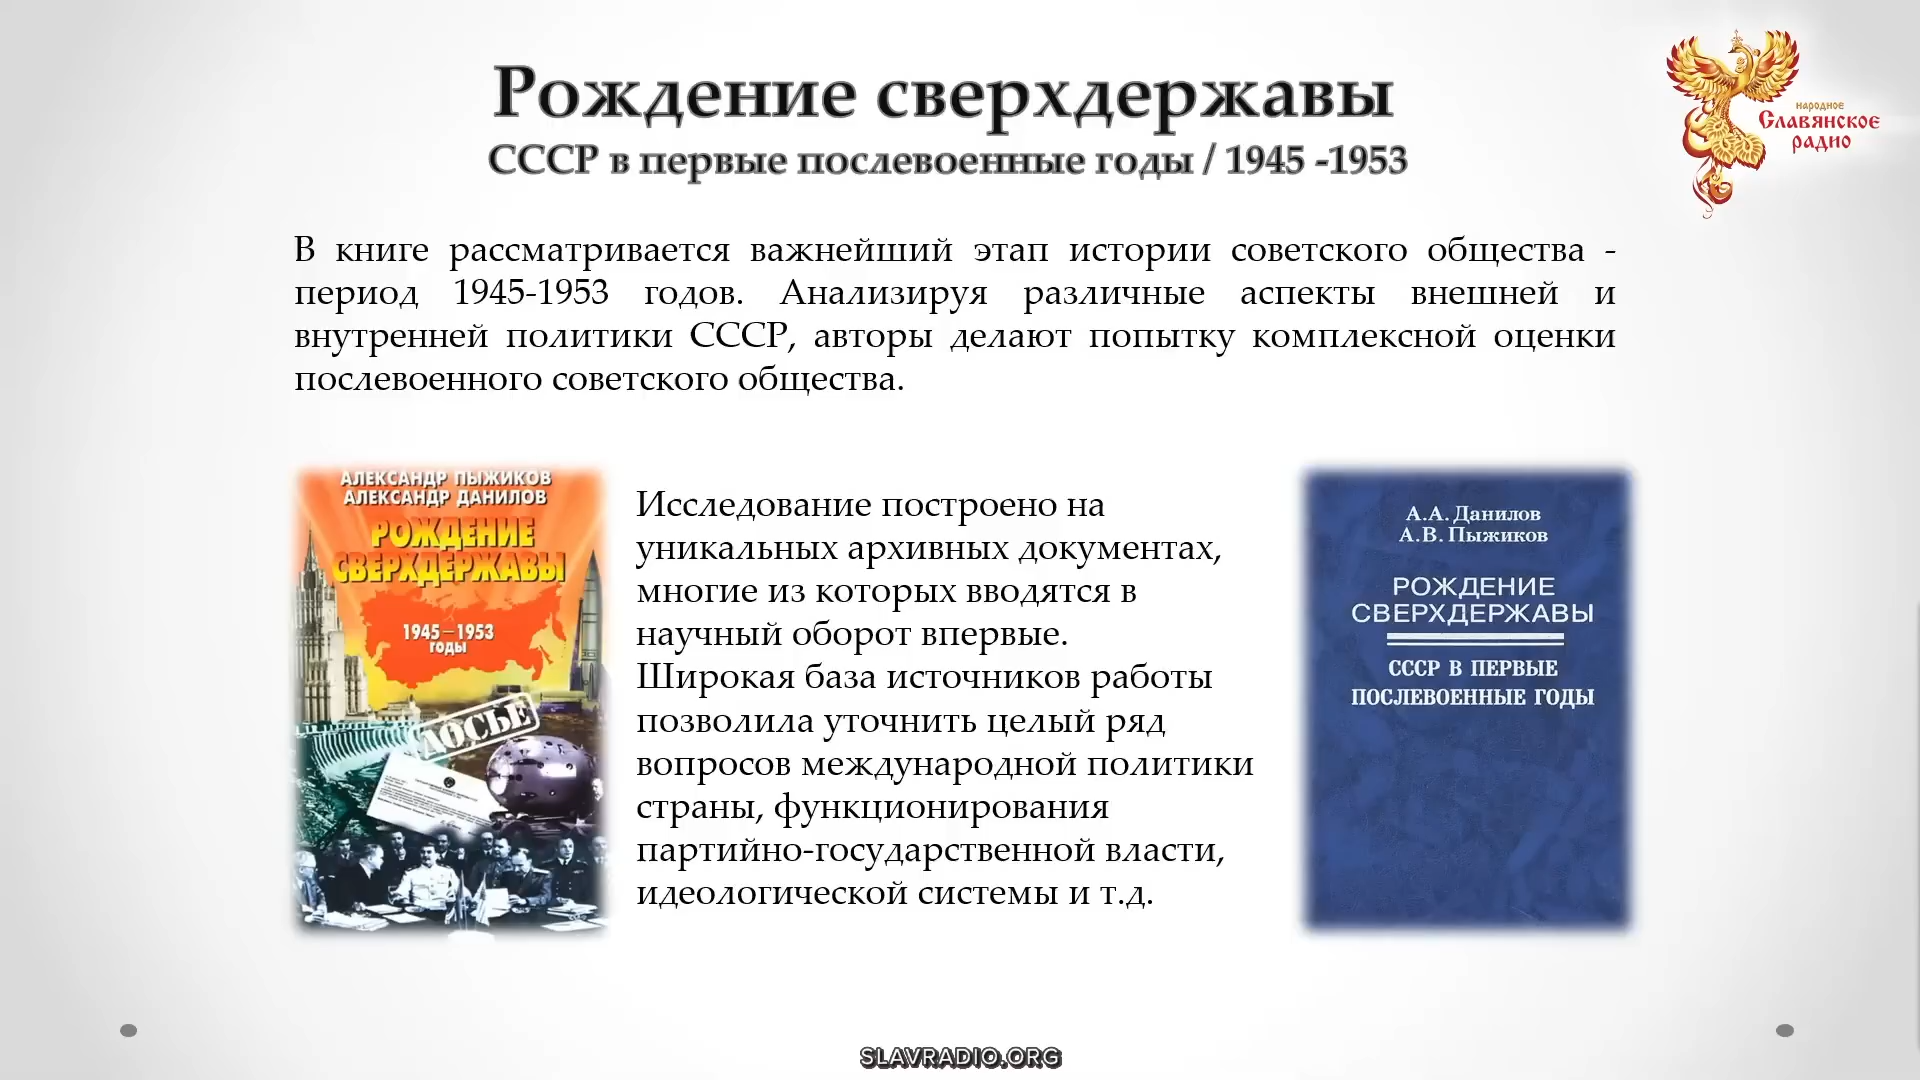 Рождение сверхдержавы
СССР в первые послевоенные годы / 1945 -1953
народное
Славянское
радио
В книге рассматривается важнейший этап истории советского общества -
период 1945-1953 годов. Анализируя различные аспекты внешней и
внутренней политики СССР, авторы делают попытку комплексной оценки
послевоенного советского общества.
АЛЕКСАНДР ПЫЖИКОВ
АЛЕКСАНДР ДАНИЛОВ
РОЖДЕНИЕ
СВЕРХДЕРЖАВЫ
1945 – 1953
годы
ДОСЬЕ
Исследование построено на
уникальных архивных документах,
многие из которых вводятся в
научный оборот впервые.
Широкая база источников работы
позволила уточнить целый ряд
вопросов международной политики
страны, функционирования
партийно-государственной власти,
идеологической системы и т.д.
А.А. Данилов
А.В. Пыжиков
РОЖДЕНИЕ
СВЕРХДЕРЖАВЫ
СССР В ПЕРВЫЕ
ПОСЛЕВОЕННЫЕ ГОДЫ
SLAVRADIO.ORG